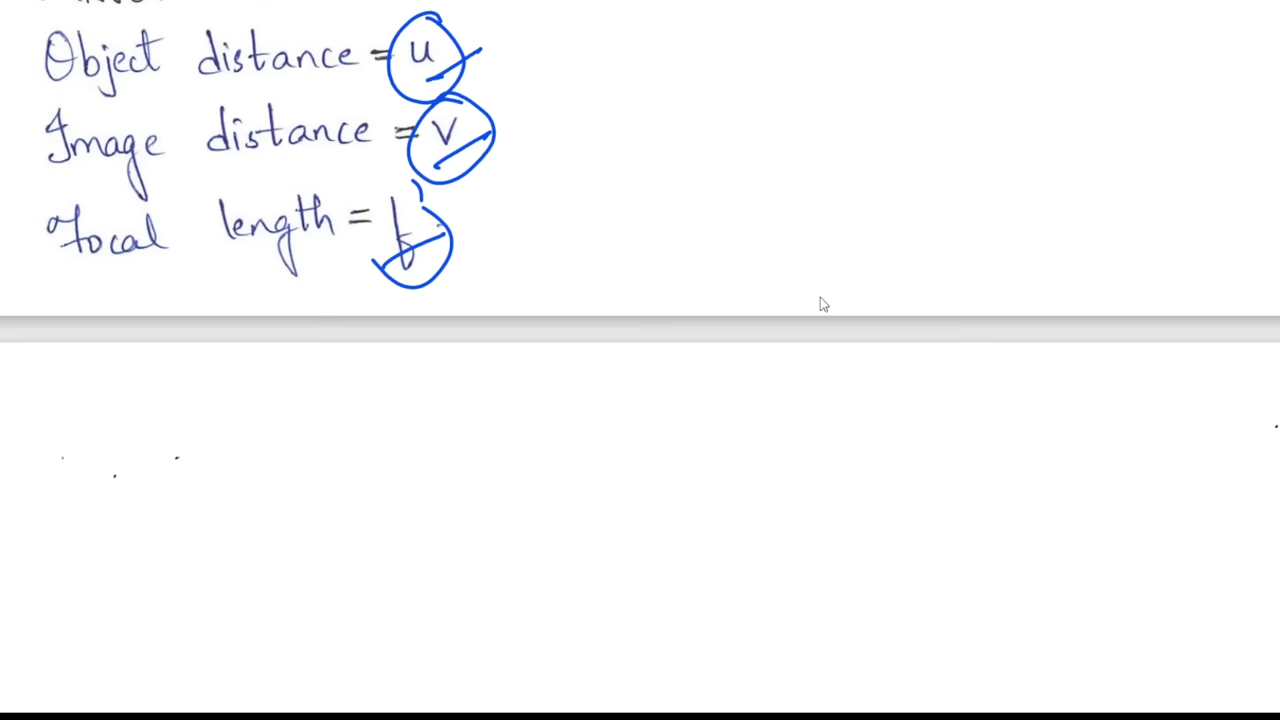 Object distance = u
Image distance = v
Focal length = f